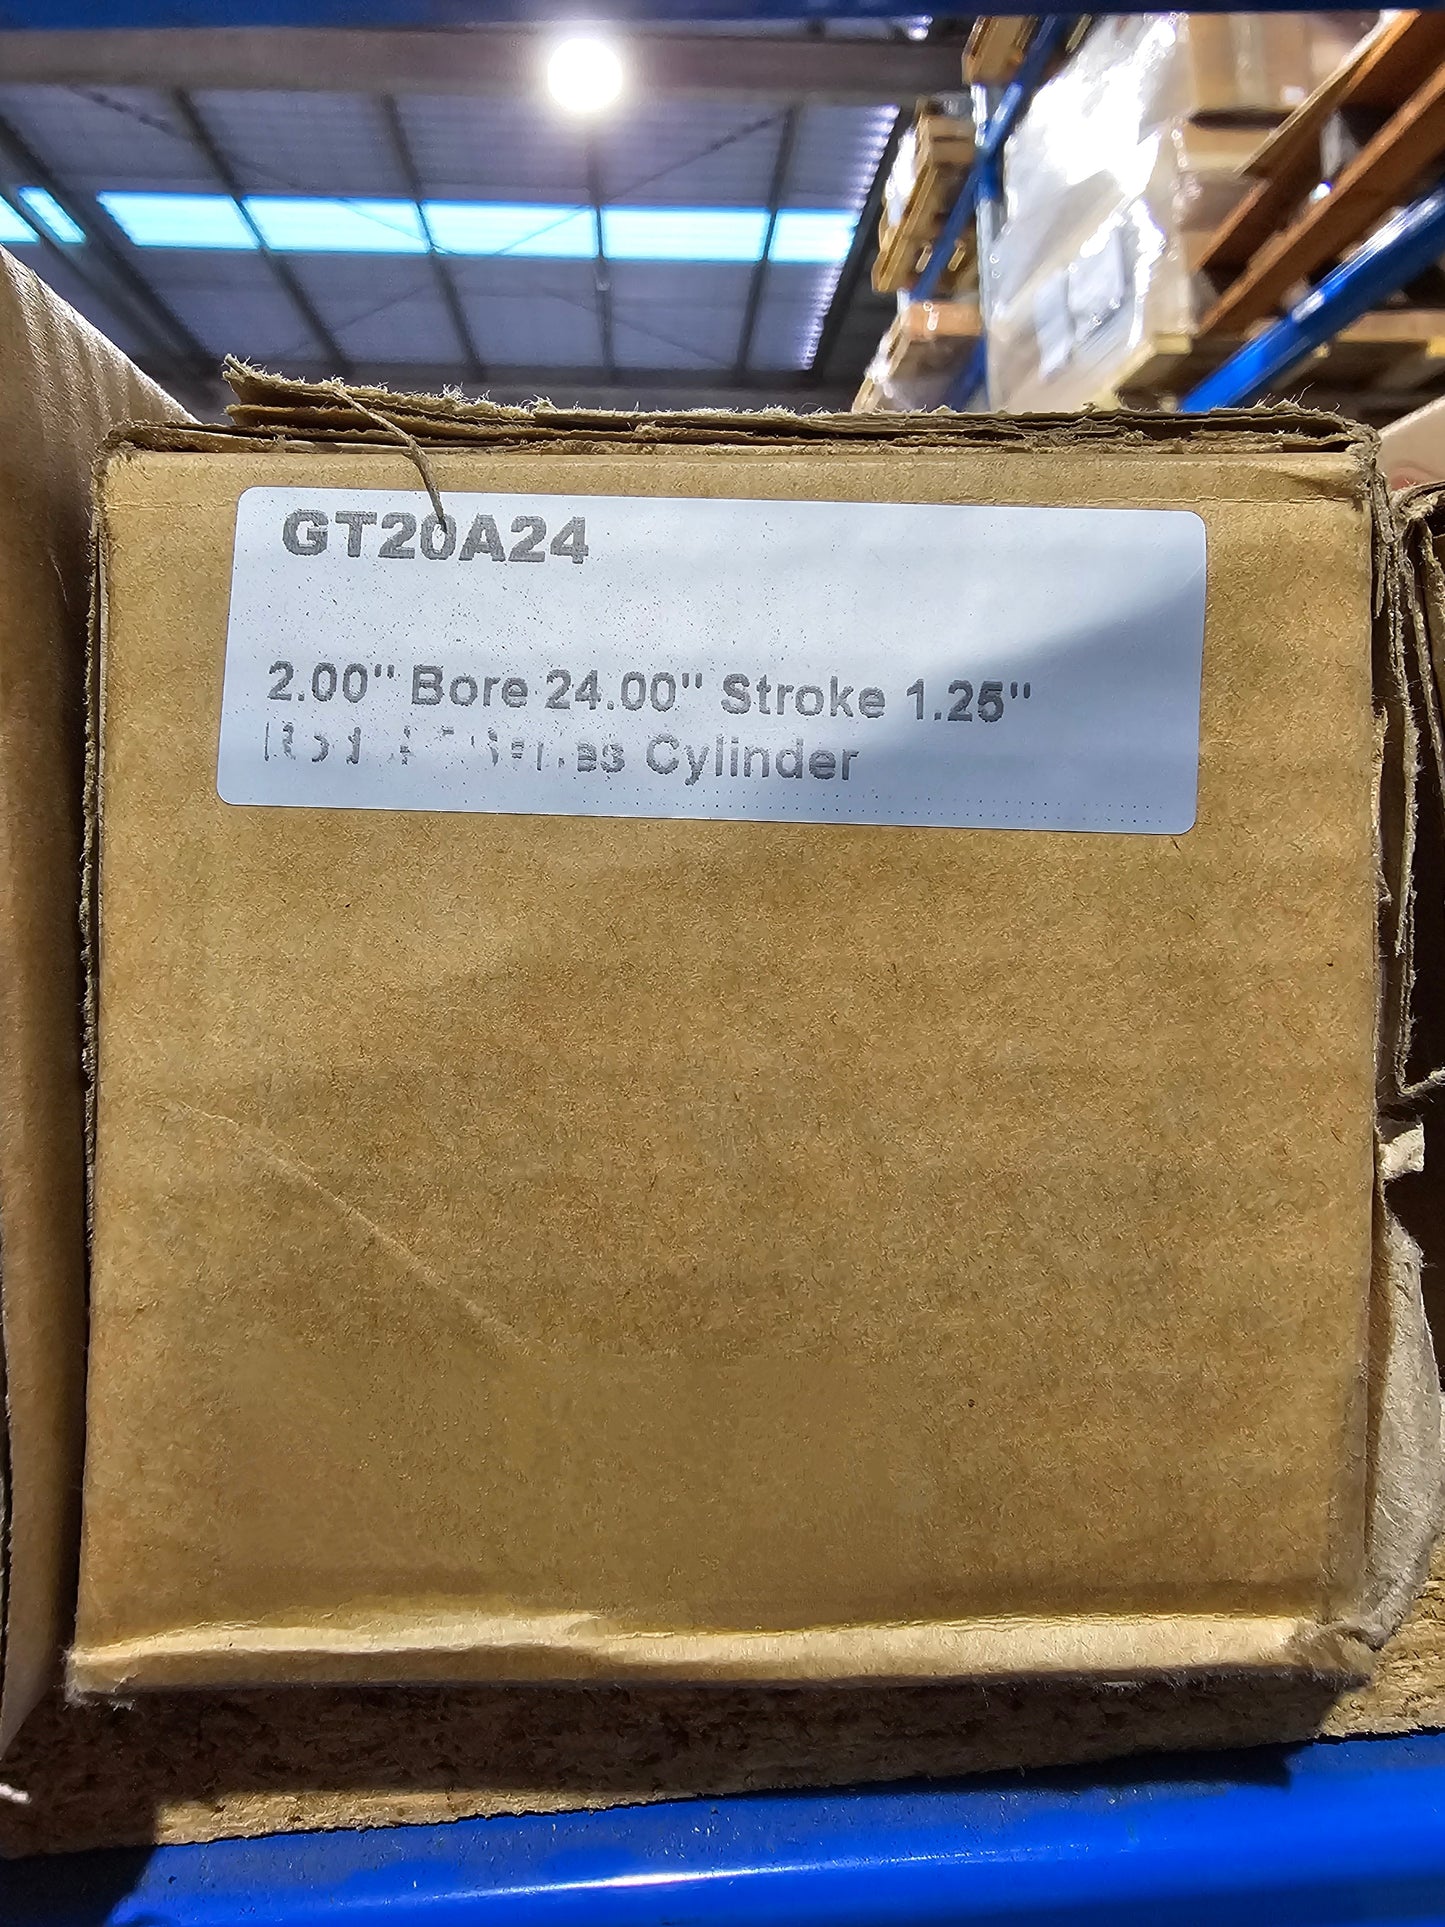 GT20A24
2.00" Bore 24.00" Stroke 1.25"
Cylinder